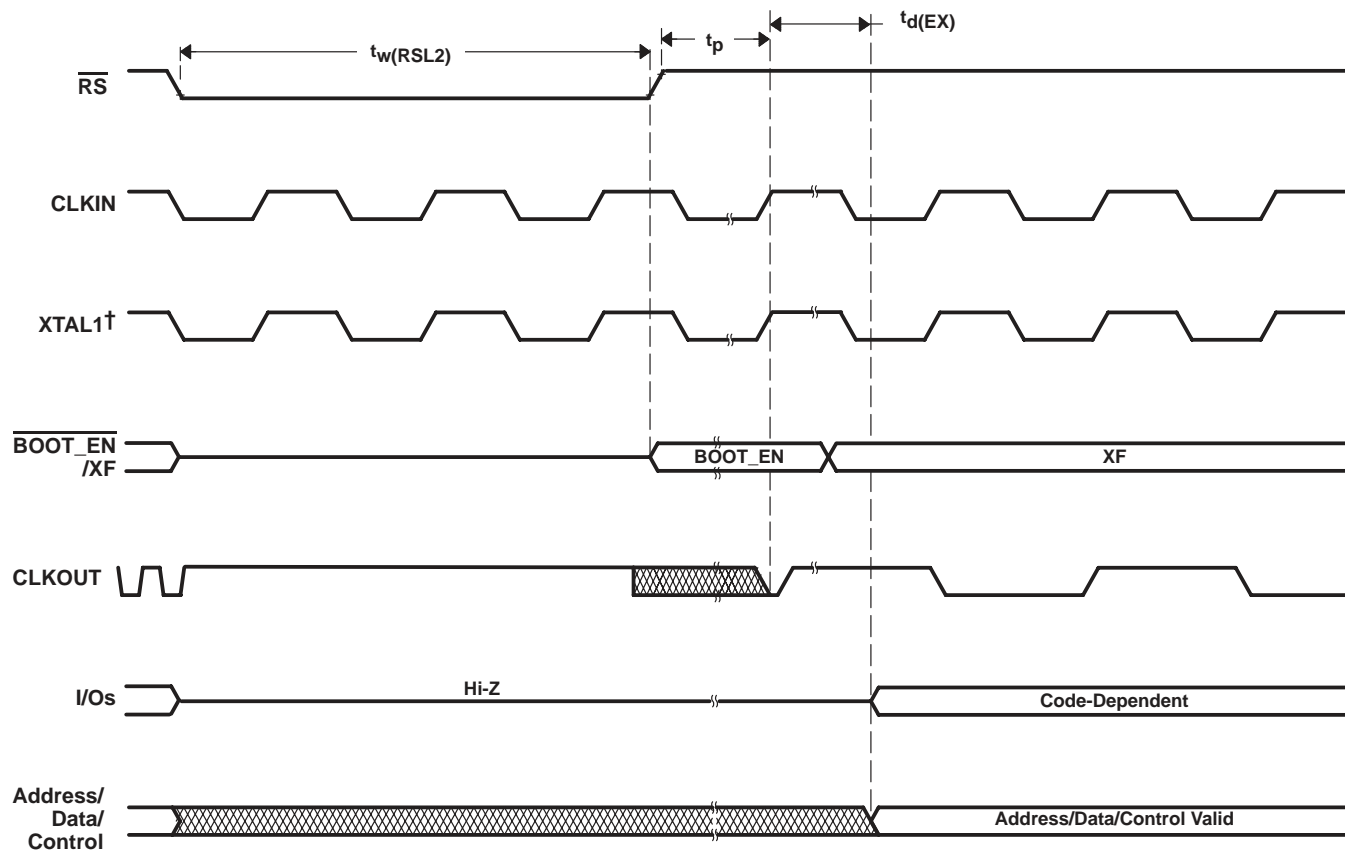 td(EX)
tp
tw(RSL2)
RS
CLKIN
XTAL1†
BOOT_EN
/XF
BOOT_EN
XF
CLKOUT
I/Os
Hi-Z
Code-Dependent
Address/
Data/
Control
Address/Data/Control Valid